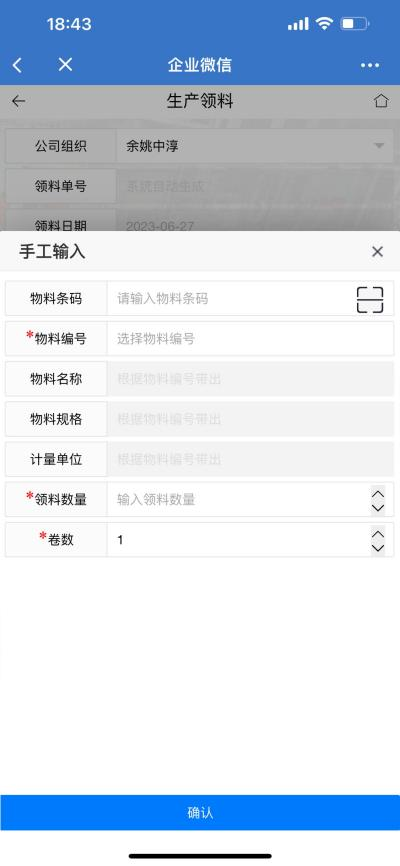 18:43
企业微信
生产领料
公司组织 余姚中淳
领料单号 系统自动生成
领料日期 2023-06-27
手工输入
物料条码 请输入物料条码
*物料编号 选择物料编号
物料名称 根据物料编号带出
物料规格 根据物料编号带出
计量单位 根据物料编号带出
*领料数量 输入领料数量
*卷数 1
确认